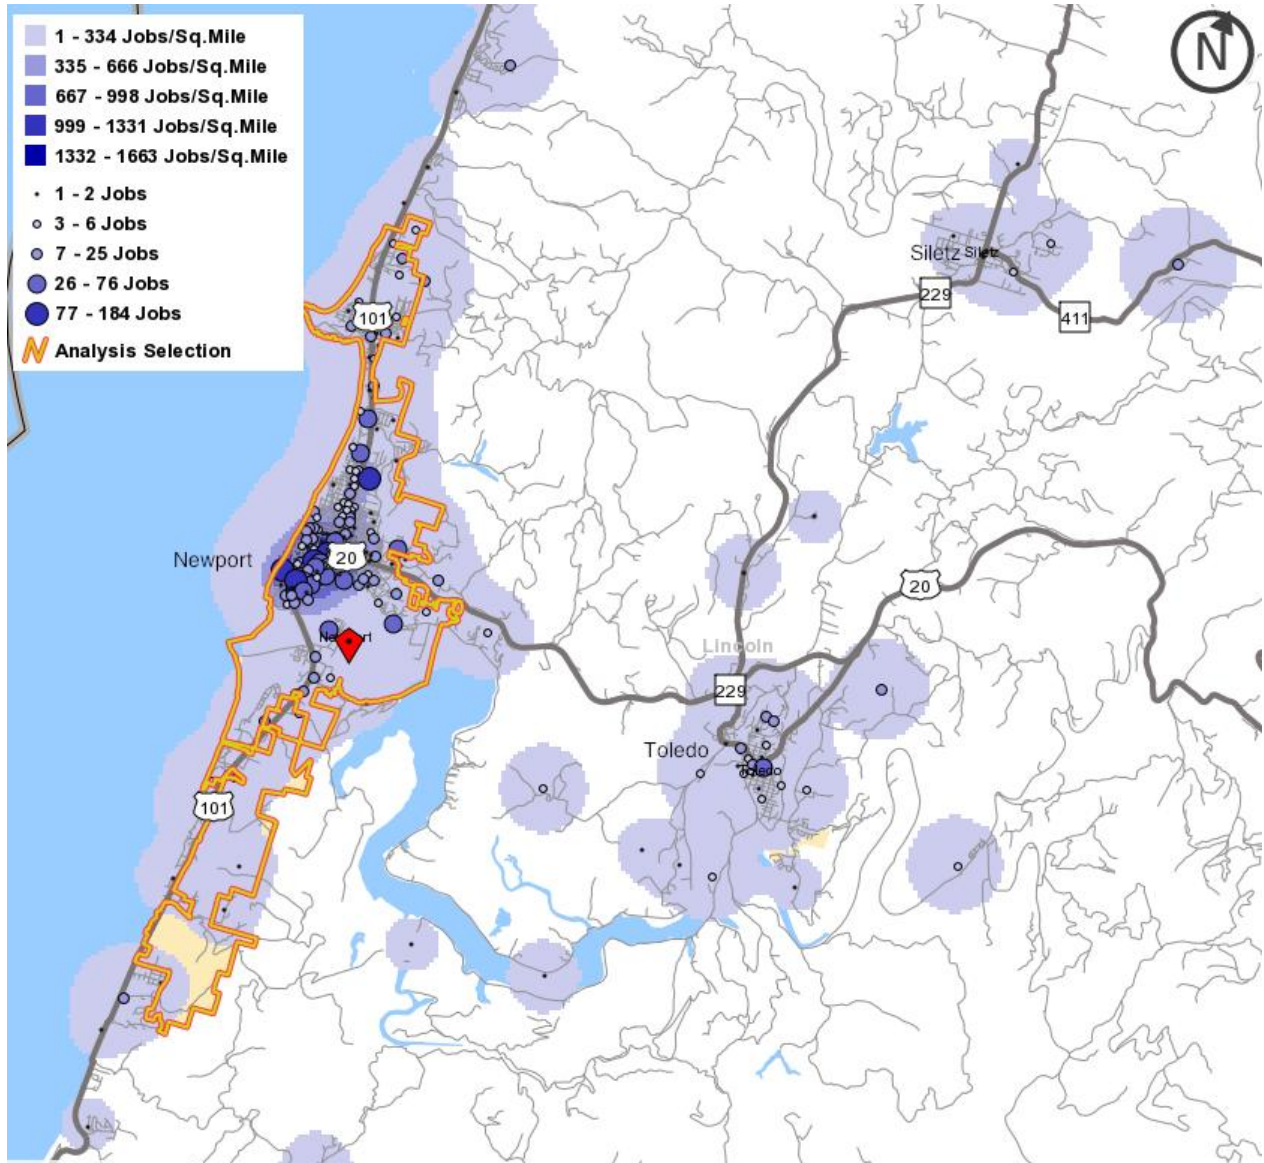 1 - 334 Jobs/Sq.Mile
335 - 666 Jobs/Sq.Mile
667 - 998 Jobs/Sq.Mile
999 - 1331 Jobs/Sq.Mile
1332 - 1663 Jobs/Sq.Mile
1 - 2 Jobs
3 - 6 Jobs
7 - 25 Jobs
26 - 76 Jobs
77 - 184 Jobs
N Analysis Selection
N
Siletz Siletz
229
101
411
Newport
20
20
Lincoln
229
Toledo
Toledo
101